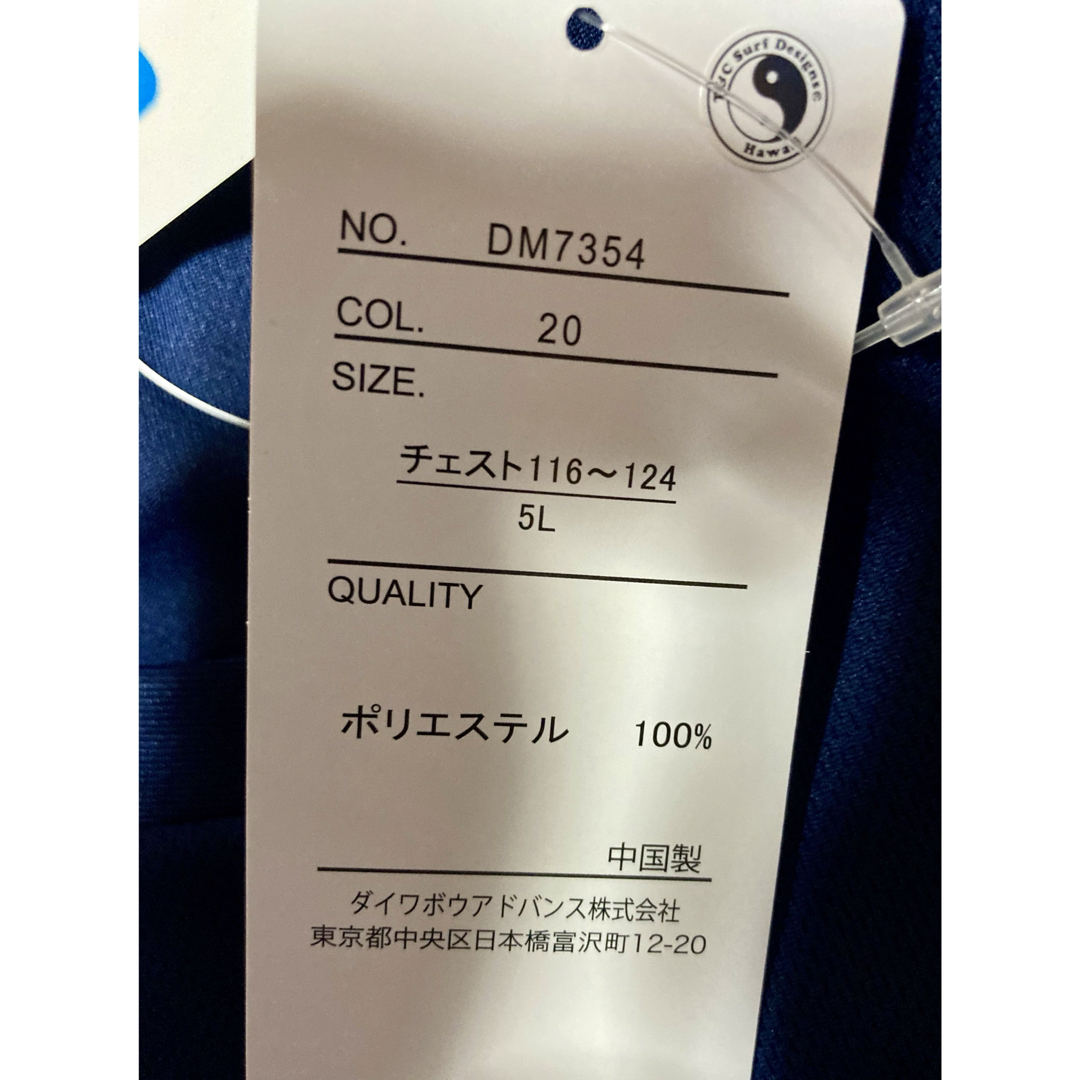 Surf Designs
Hawaii
NO. DM7354
COL. 20
SIZE.
チェスト116〜124
5L
QUALITY
ポリエステル 100%
中国製
ダイワボウアドバンス株式会社
東京都中央区日本橋富沢町12-20